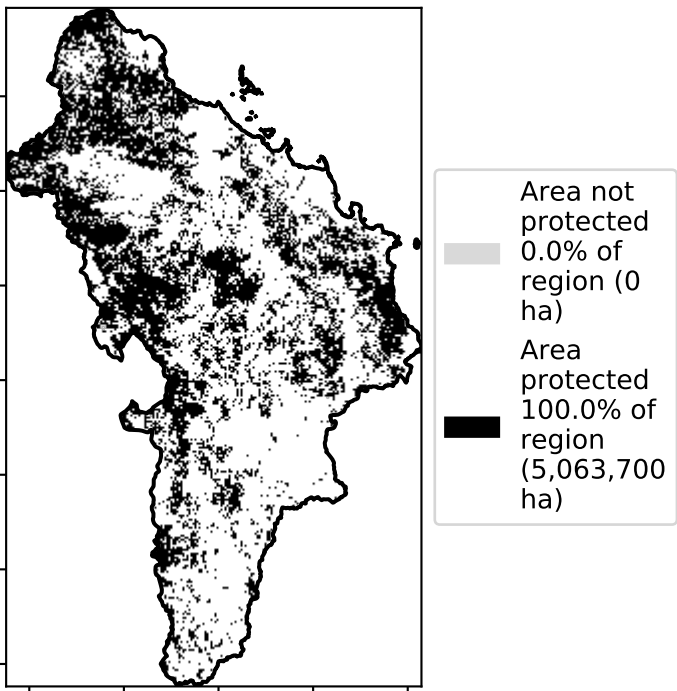 Area not
protected
0.0% of
region (0
ha)
Area
protected
100.0% of
region
(5,063,700
ha)